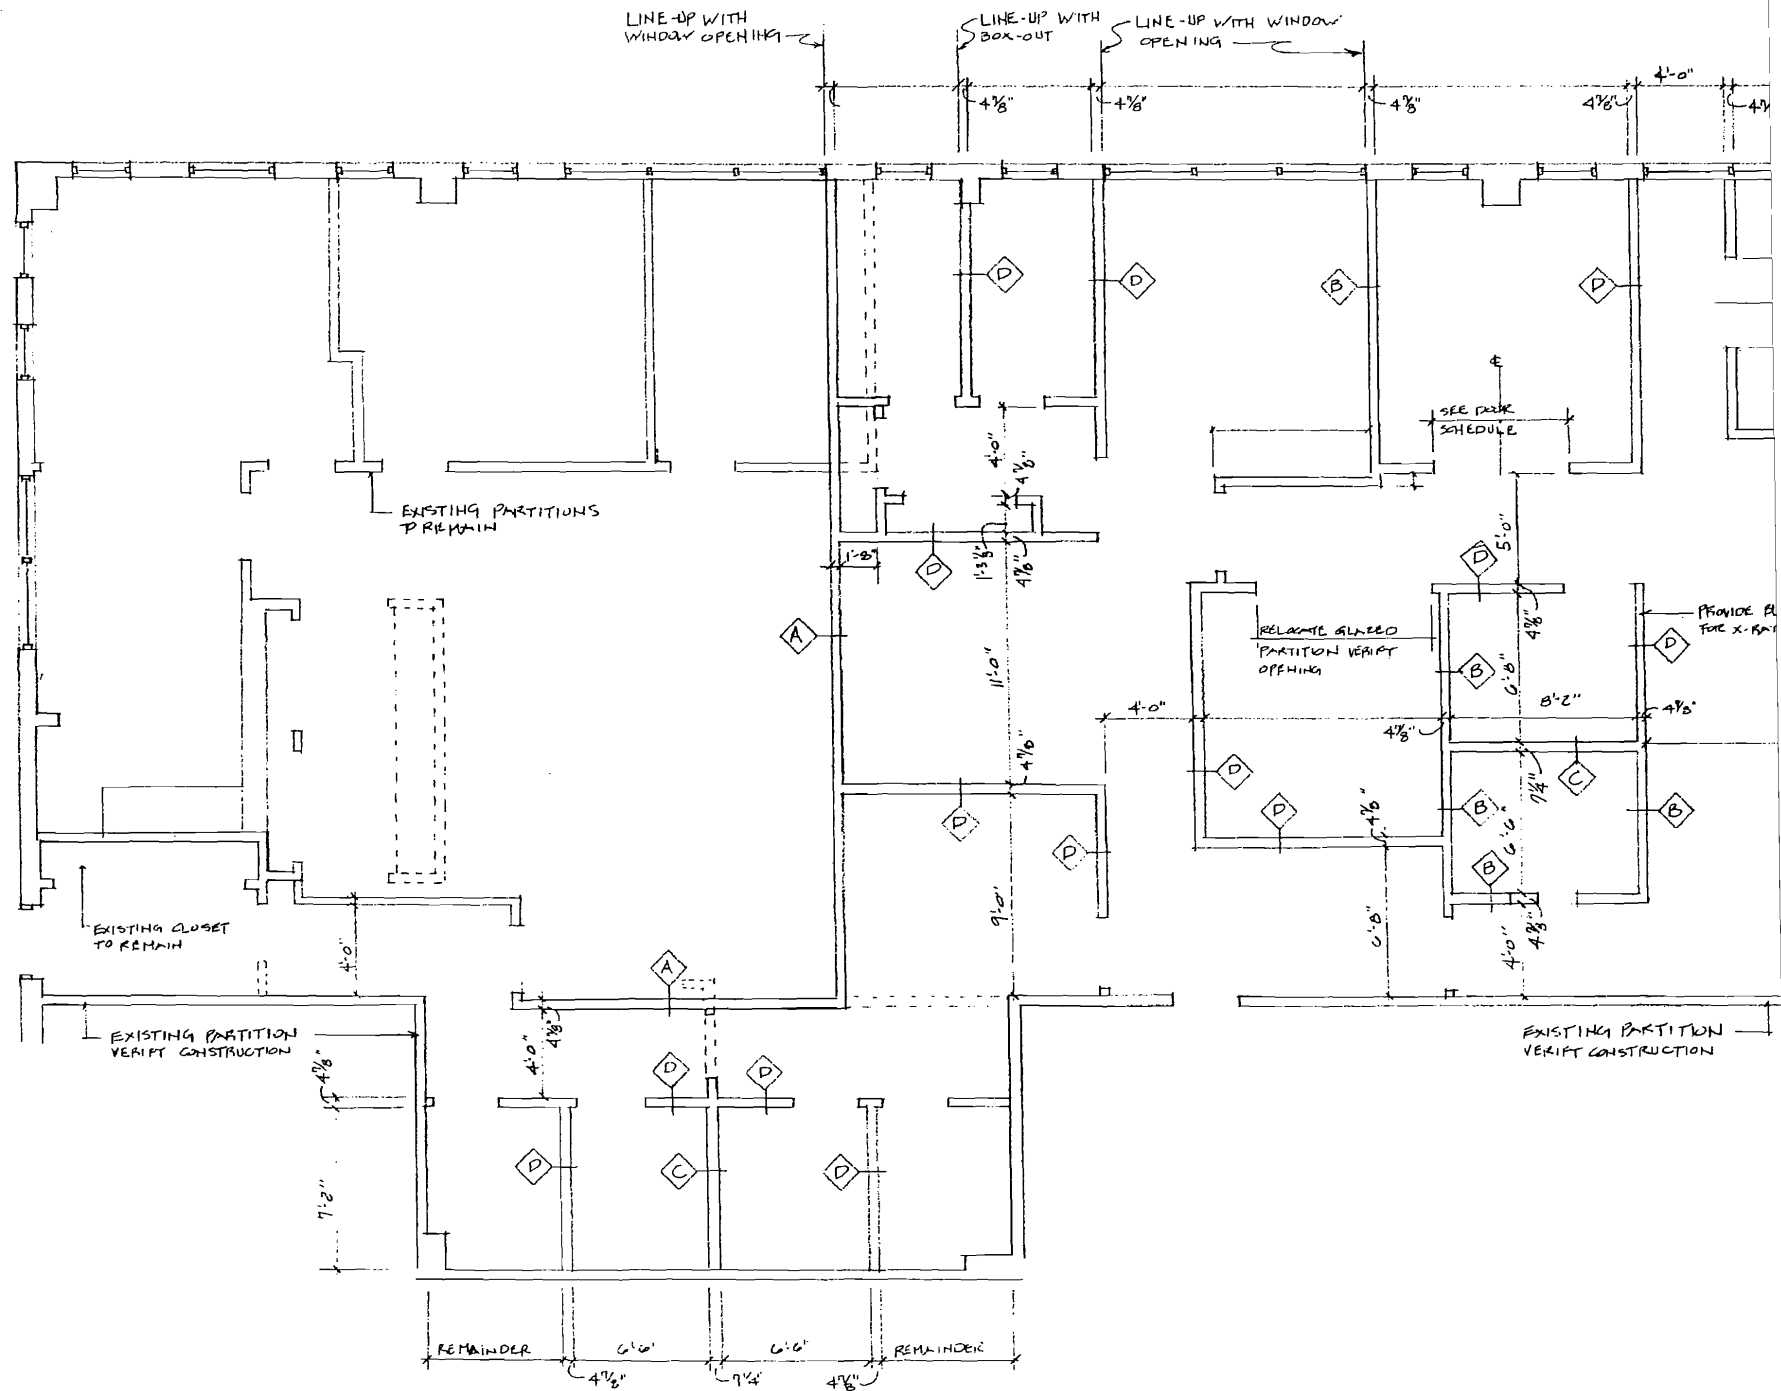 LINE-UP WITH
WINDOW OPENING
LINE-UP WITH
BOX-OUT
LINE-UP WITH WINDOW
OPENING
4'-0"
4⅞"
4⅞"
4⅞"
4⅞"
D
D
B
D
℄
SEE DOOR
SCHEDULE
4'-0"
4⅞"
EXISTING PARTITIONS
TO REMAIN
1'-8"
D
1'-3⅛"
4⅞"
5'-0"
D
4⅞"
A
RELOCATE GLAZED
PARTITION VERIFY
OPENING
PROVIDE
FOR X-RAY
D
B
11'-0"
6'-8"
8'-2"
4'-0"
4⅞"
4⅞"
4⅞"
D
C
7¼"
D
D
D
4⅞"
B
6'-6"
B
B
EXISTING CLOSET
TO REMAIN
4'-0"
9'-0"
6'-8"
4'-0"
4⅞"
A
EXISTING PARTITION
VERIFY CONSTRUCTION
EXISTING PARTITION
VERIFY CONSTRUCTION
4⅞"
4'-0"
4⅞"
D
D
7'-2"
D
C
D
REMAINDER
6'-6"
6'-6"
REMAINDER
4⅞"
7¼"
4⅞"